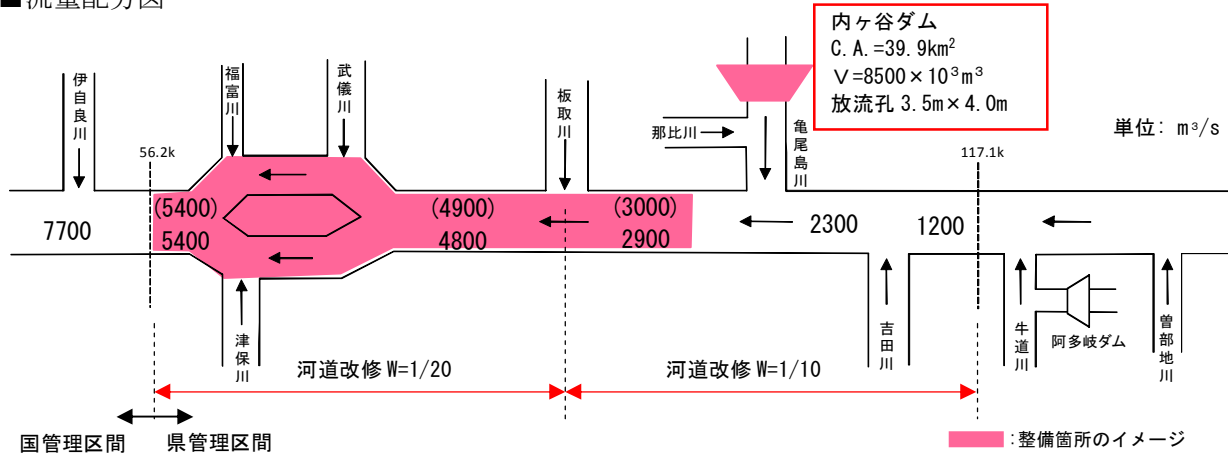 ■流量配分図
内ヶ谷ダム
C.A.=39.9km²
V=8500×10³m³
放流孔 3.5m×4.0m
単位: m³/s
伊自良川
福富川
武儀川
板取川
那比川
亀尾島川
56.2k
117.1k
(5400)
(4900)
(3000)
7700
5400
4800
2900
2300
1200
津保川
吉田川
牛道川
阿多岐ダム
曽部地川
河道改修 W=1/20
河道改修 W=1/10
国管理区間
県管理区間
:整備箇所のイメージ